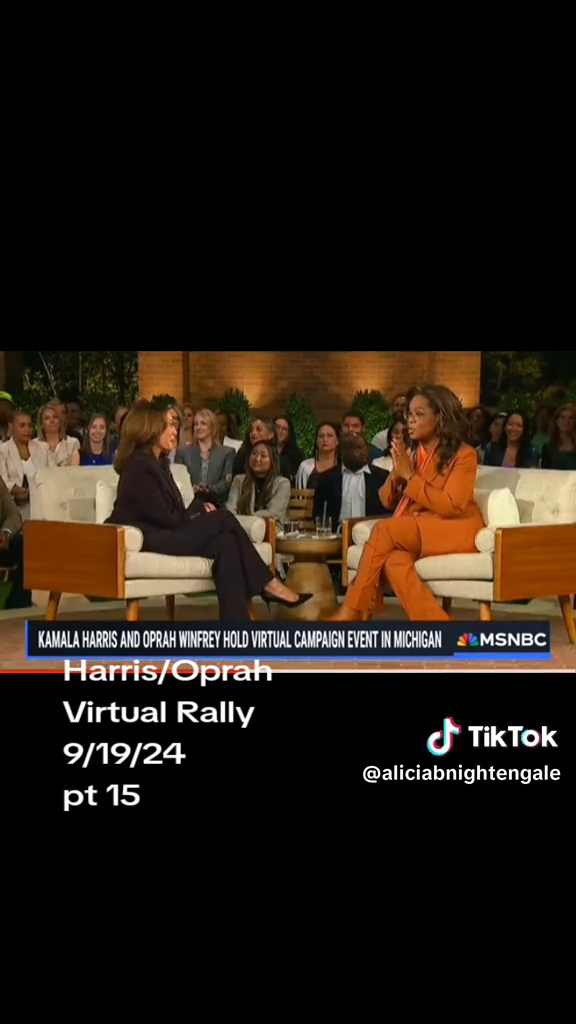 KAMALA HARRIS AND OPRAH WINFREY HOLD VIRTUAL CAMPAIGN EVENT IN MICHIGAN
MSNBC
Harris/Oprah
Virtual Rally
9/19/24
pt 15
TikTok
@aliciabnightengale